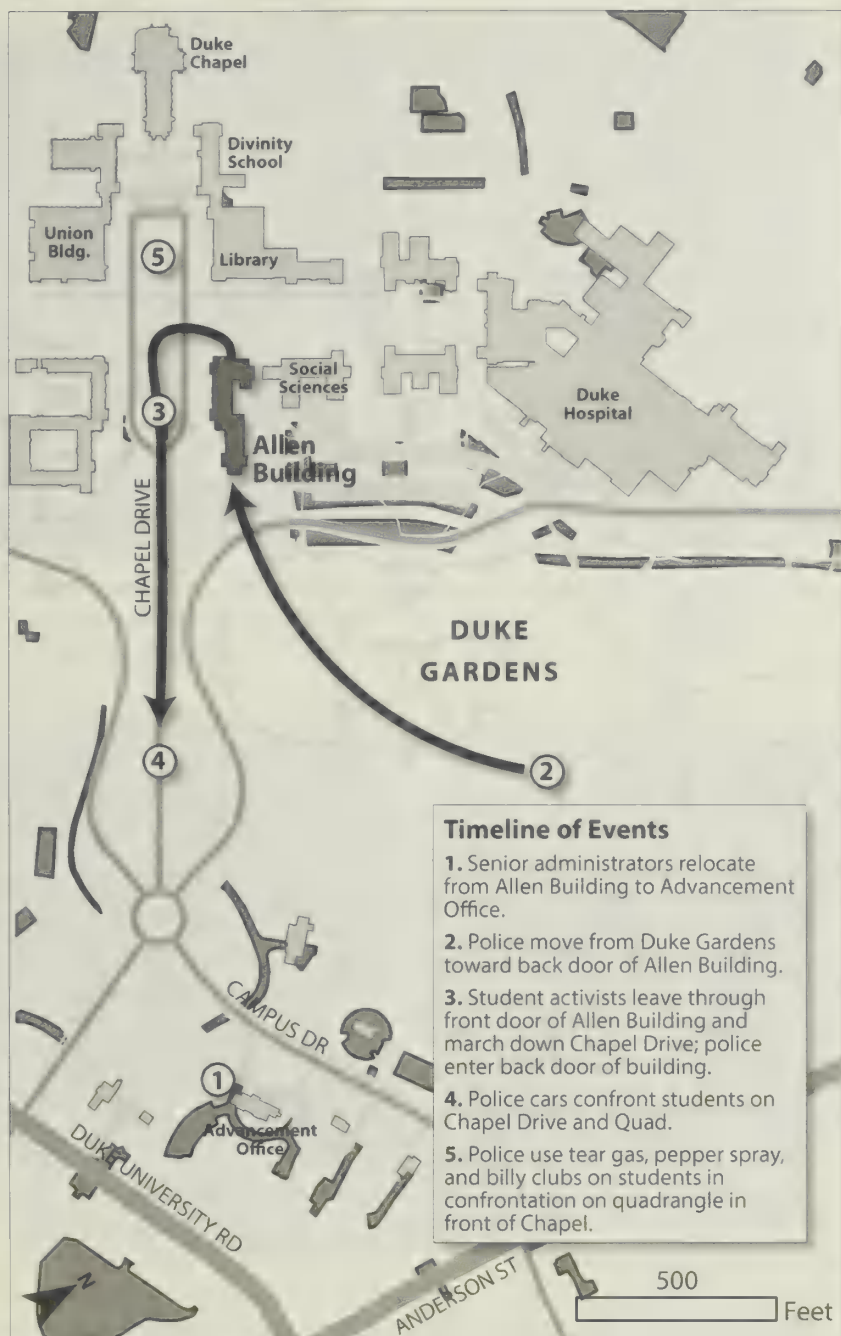 Duke
Chapel
Divinity
School
Union
Bldg.
5
Library
3
Social
Sciences
Duke
Hospital
Allen
Building
CHAPEL DRIVE
DUKE
GARDENS
4
2
Timeline of Events
1. Senior administrators relocate
from Allen Building to Advancement
Office.
2. Police move from Duke Gardens
toward back door of Allen Building.
3. Student activists leave through
front door of Allen Building and
march down Chapel Drive; police
enter back door of building.
4. Police cars confront students on
Chapel Drive and Quad.
5. Police use tear gas, pepper spray,
and billy clubs on students in
confrontation on quadrangle in
front of Chapel.
CAMPUS DR
1
Advancement
Office
DUKE UNIVERSITY RD
ANDERSON ST
N
500
Feet